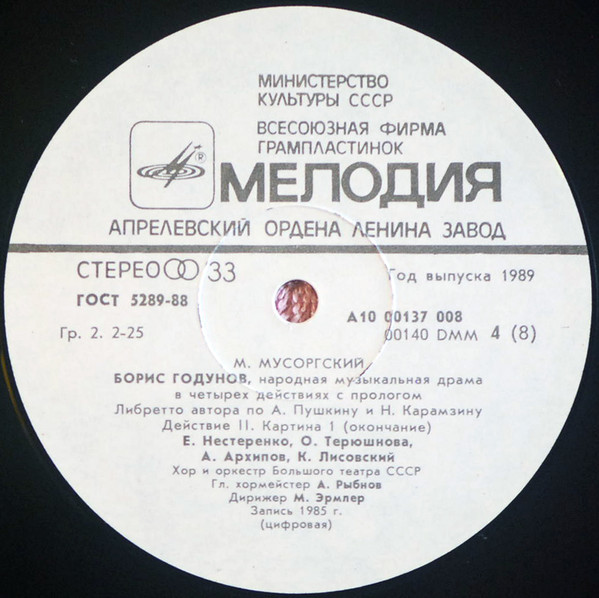 МИНИСТЕРСТВО
КУЛЬТУРЫ СССР
ВСЕСОЮЗНАЯ ФИРМА
ГРАМПЛАСТИНОК
® МЕЛОДИЯ
АПРЕЛЕВСКИЙ ОРДЕНА ЛЕНИНА ЗАВОД
СТЕРЕО 33
Год выпуска 1989
ГОСТ 5289-88
А10 00137 008
Гр. 2. 2-25
00140 DMM 4 (8)
М. МУСОРГСКИЙ
БОРИС ГОДУНОВ, народная музыкальная драма
в четырех действиях с прологом
Либретто автора по А. Пушкину и Н. Карамзину
Действие II. Картина 1 (окончание)
Е. Нестеренко, О. Терюшнова,
А. Архипов, К. Лисовский
Хор и оркестр Большого театра СССР
Гл. хормейстер А. Рыбнов
Дирижер М. Эрмлер
Запись 1985 г.
(цифровая)